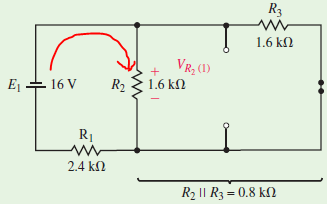 R3
1.6 kΩ
VR2 (1)
E1 16 V
R2 + 1.6 kΩ −
R1
2.4 kΩ
R2 || R3 = 0.8 kΩ